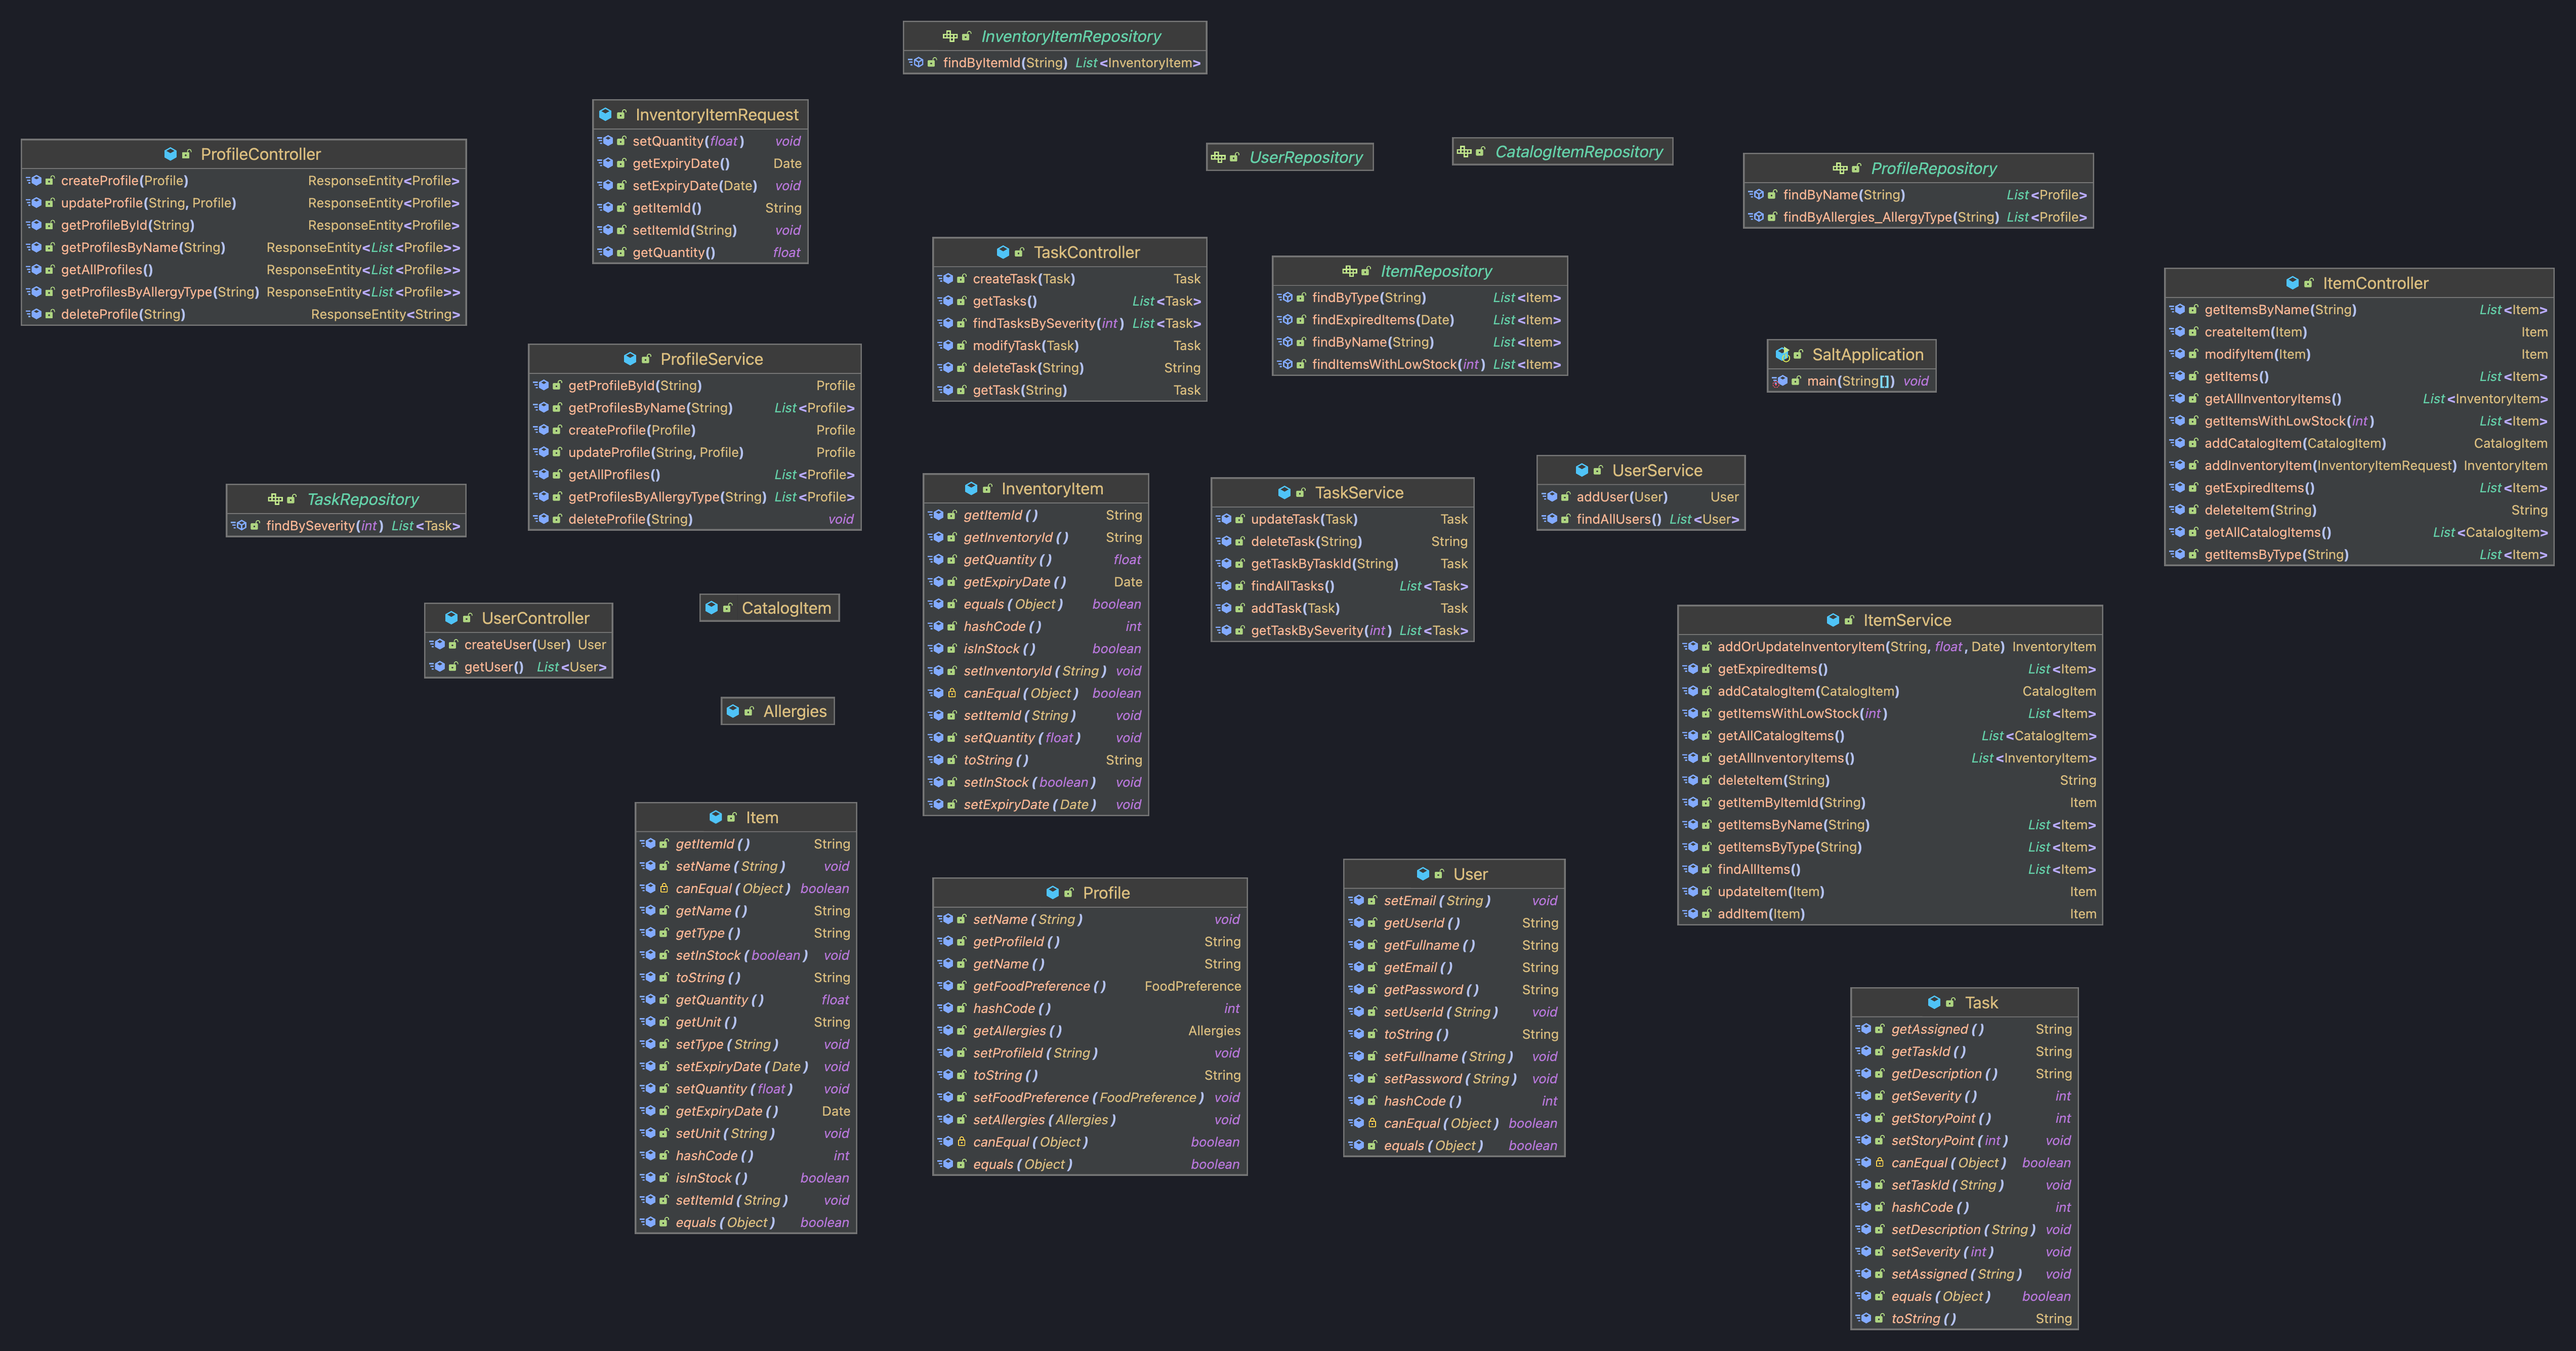 InventoryItemRepository
findByItemId(String) List<InventoryItem>
InventoryItemRequest
setQuantity(float) void
getExpiryDate() Date
setExpiryDate(Date) void
getItemId() String
setItemId(String) void
getQuantity() float
ProfileController
createProfile(Profile) ResponseEntity<Profile>
updateProfile(String, Profile) ResponseEntity<Profile>
getProfileById(String) ResponseEntity<Profile>
getProfilesByName(String) ResponseEntity<List<Profile>>
getAllProfiles() ResponseEntity<List<Profile>>
getProfilesByAllergyType(String) ResponseEntity<List<Profile>>
deleteProfile(String) ResponseEntity<String>
UserRepository
CatalogItemRepository
ProfileRepository
findByName(String) List<Profile>
findByAllergies_AllergyType(String) List<Profile>
TaskController
createTask(Task) Task
getTasks() List<Task>
findTasksBySeverity(int) List<Task>
modifyTask(Task) Task
deleteTask(String) String
getTask(String) Task
ItemRepository
findByType(String) List<Item>
findExpiredItems(Date) List<Item>
findByName(String) List<Item>
findItemsWithLowStock(int) List<Item>
ItemController
getItemsByName(String) List<Item>
createItem(Item) Item
modifyItem(Item) Item
getItems() List<Item>
getAllInventoryItems() List<InventoryItem>
getItemsWithLowStock(int) List<Item>
addCatalogItem(CatalogItem) CatalogItem
addInventoryItem(InventoryItemRequest) InventoryItem
getExpiredItems() List<Item>
deleteItem(String) String
getAllCatalogItems() List<CatalogItem>
getItemsByType(String) List<Item>
SaltApplication
main(String[]) void
ProfileService
getProfileById(String) Profile
getProfilesByName(String) List<Profile>
createProfile(Profile) Profile
updateProfile(String, Profile) Profile
getAllProfiles() List<Profile>
getProfilesByAllergyType(String) List<Profile>
deleteProfile(String) void
UserService
addUser(User) User
findAllUsers() List<User>
TaskRepository
findBySeverity(int) List<Task>
InventoryItem
getItemId() String
getInventoryId() String
getQuantity() float
getExpiryDate() Date
equals(Object) boolean
hashCode() int
isInStock() boolean
setInventoryId(String) void
canEqual(Object) boolean
setItemId(String) void
setQuantity(float) void
toString() String
setInStock(boolean) void
setExpiryDate(Date) void
TaskService
updateTask(Task) Task
deleteTask(String) String
getTaskByTaskId(String) Task
findAllTasks() List<Task>
addTask(Task) Task
getTaskBySeverity(int) List<Task>
UserController
createUser(User) User
getUser() List<User>
CatalogItem
Allergies
ItemService
addOrUpdateInventoryItem(String, float, Date) InventoryItem
getExpiredItems() List<Item>
addCatalogItem(CatalogItem) CatalogItem
getItemsWithLowStock(int) List<Item>
getAllCatalogItems() List<CatalogItem>
getAllInventoryItems() List<InventoryItem>
deleteItem(String) String
getItemByItemId(String) Item
getItemsByName(String) List<Item>
getItemsByType(String) List<Item>
findAllItems() List<Item>
updateItem(Item) Item
addItem(Item) Item
Item
getItemId() String
setName(String) void
canEqual(Object) boolean
getName() String
getType() String
setInStock(boolean) void
toString() String
getQuantity() float
getUnit() String
setType(String) void
setExpiryDate(Date) void
setQuantity(float) void
getExpiryDate() Date
setUnit(String) void
hashCode() int
isInStock() boolean
setItemId(String) void
equals(Object) boolean
Profile
setName(String) void
getProfileId() String
getName() String
getFoodPreference() FoodPreference
hashCode() int
getAllergies() Allergies
setProfileId(String) void
toString() String
setFoodPreference(FoodPreference) void
setAllergies(Allergies) void
canEqual(Object) boolean
equals(Object) boolean
User
setEmail(String) void
getUserId() String
getFullname() String
getEmail() String
getPassword() String
setUserId(String) void
toString() String
setFullname(String) void
setPassword(String) void
hashCode() int
canEqual(Object) boolean
equals(Object) boolean
Task
getAssigned() String
getTaskId() String
getDescription() String
getSeverity() int
getStoryPoint() int
setStoryPoint(int) void
canEqual(Object) boolean
setTaskId(String) void
hashCode() int
setDescription(String) void
setSeverity(int) void
setAssigned(String) void
equals(Object) boolean
toString() String